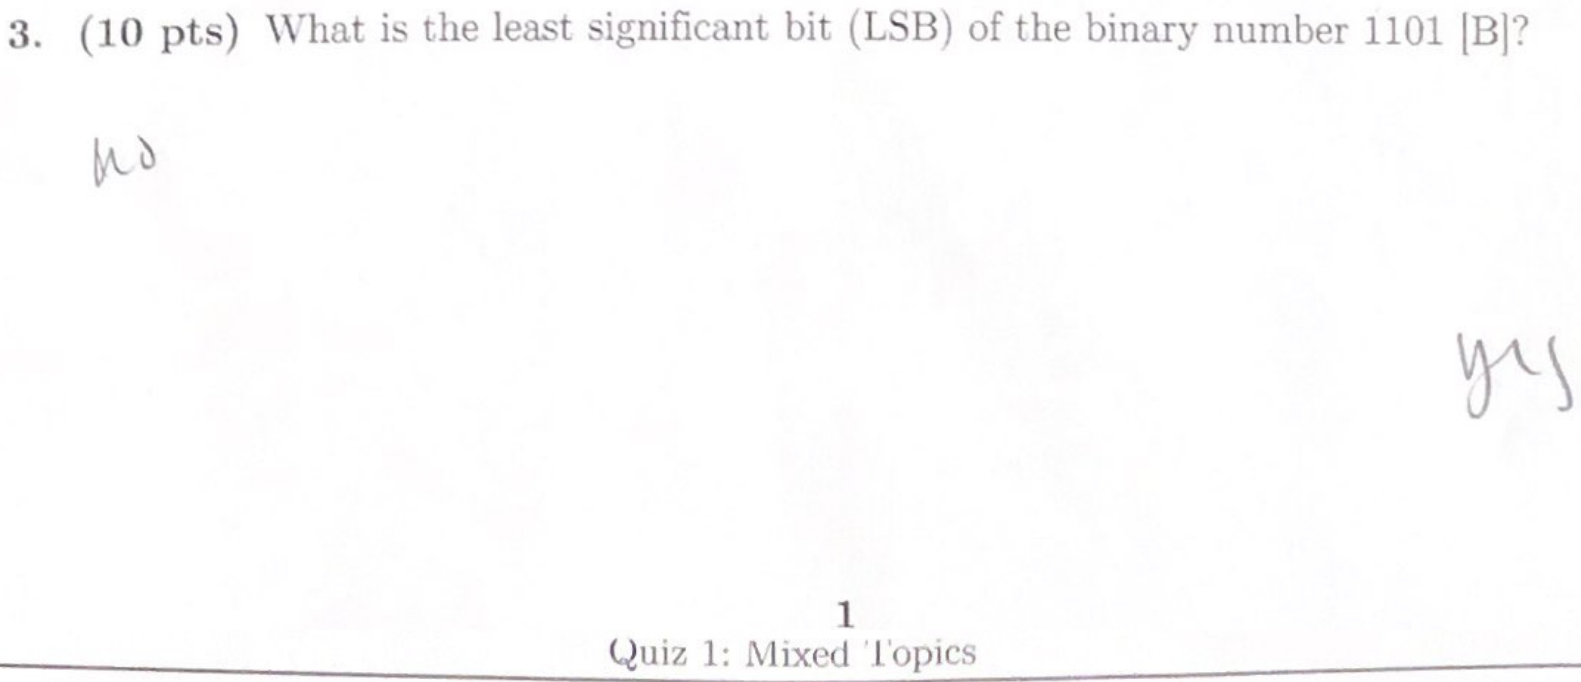 3. (10 pts) What is the least significant bit (LSB) of the binary number 1101 [B]?
no
yes
1
Quiz 1: Mixed Topics